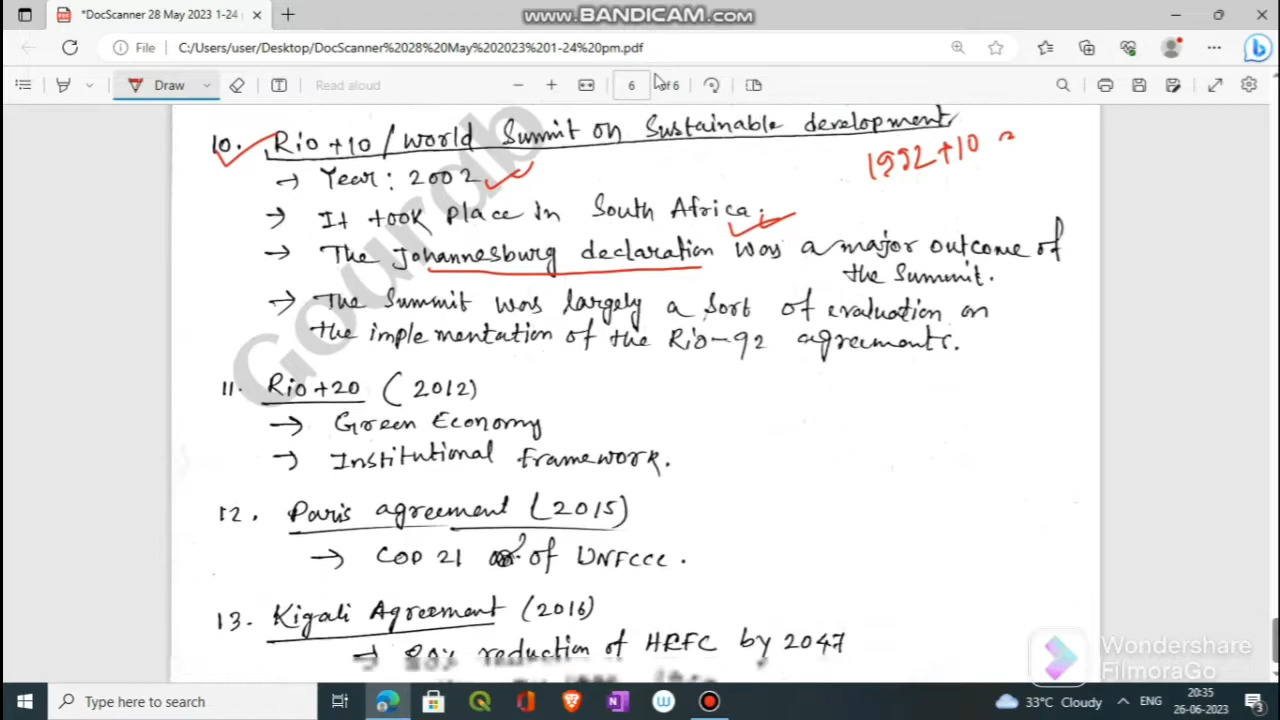 *DocScanner 28 May 2023 1-24
www.BANDICAM.com
File C:/Users/user/Desktop/DocScanner%2028%20May%202023%201-24%20pm.pdf
Draw Read aloud 6 of 6
10. Rio +10 / World Summit on Sustainable development
1992+10
→ Year: 2002
→ It took place in South Africa.
→ The Johannesburg declaration was a major outcome of
the Summit.
→ The Summit was largely a sort of evaluation on
the implementation of the Rio-92 agreements.
11. Rio+20 (2012)
→ Green Economy
→ Institutional framework.
12. Paris agreement (2015)
→ COP 21 of UNFCCC.
13. Kigali Agreement (2016)
reduction of HRFC by 2047
Gourab
Wondershare
FilmoraGo
Type here to search
33°C Cloudy ENG 20:35
26-06-2023 3